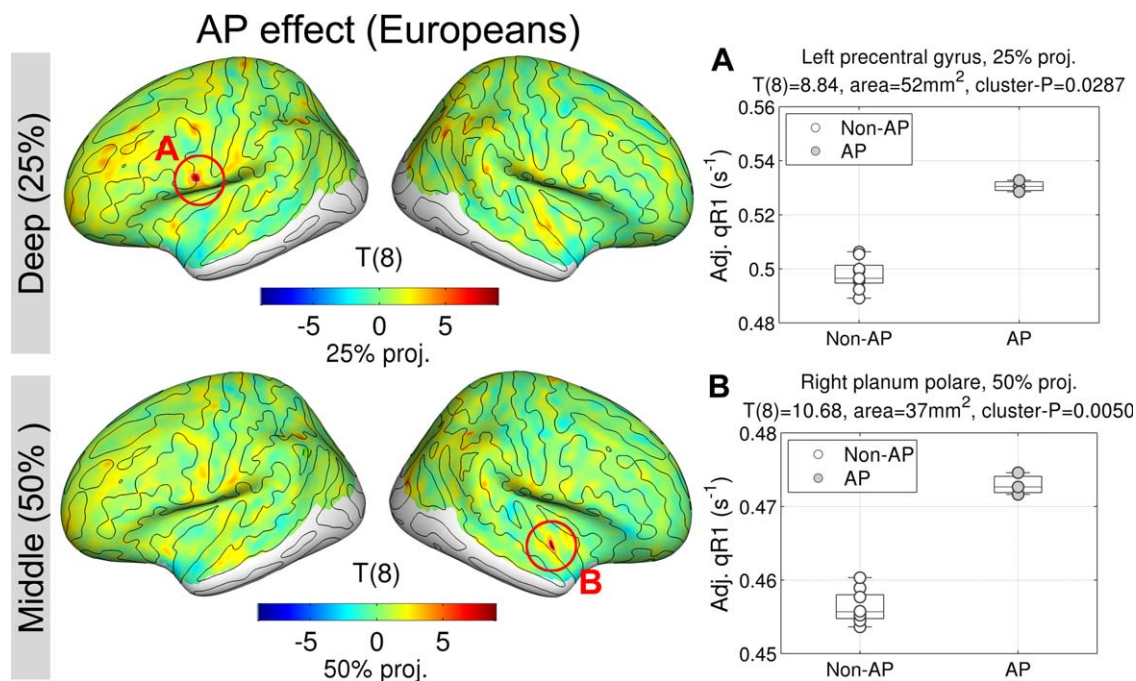 AP effect (Europeans)
Deep (25%)
A
T(8)
-5 0 5
25% proj.
A
Left precentral gyrus, 25% proj.
T(8)=8.84, area=52mm², cluster-P=0.0287
0.56
0.54
0.52
0.5
0.48
Adj. qR1 (s⁻¹)
Non-AP
AP
Non-AP AP
Middle (50% )
B
T(8)
-5 0 5
50% proj.
B
Right planum polare, 50% proj.
T(8)=10.68, area=37mm², cluster-P=0.0050
0.48
0.47
0.46
0.45
Adj. qR1 (s⁻¹)
Non-AP
AP
Non-AP AP